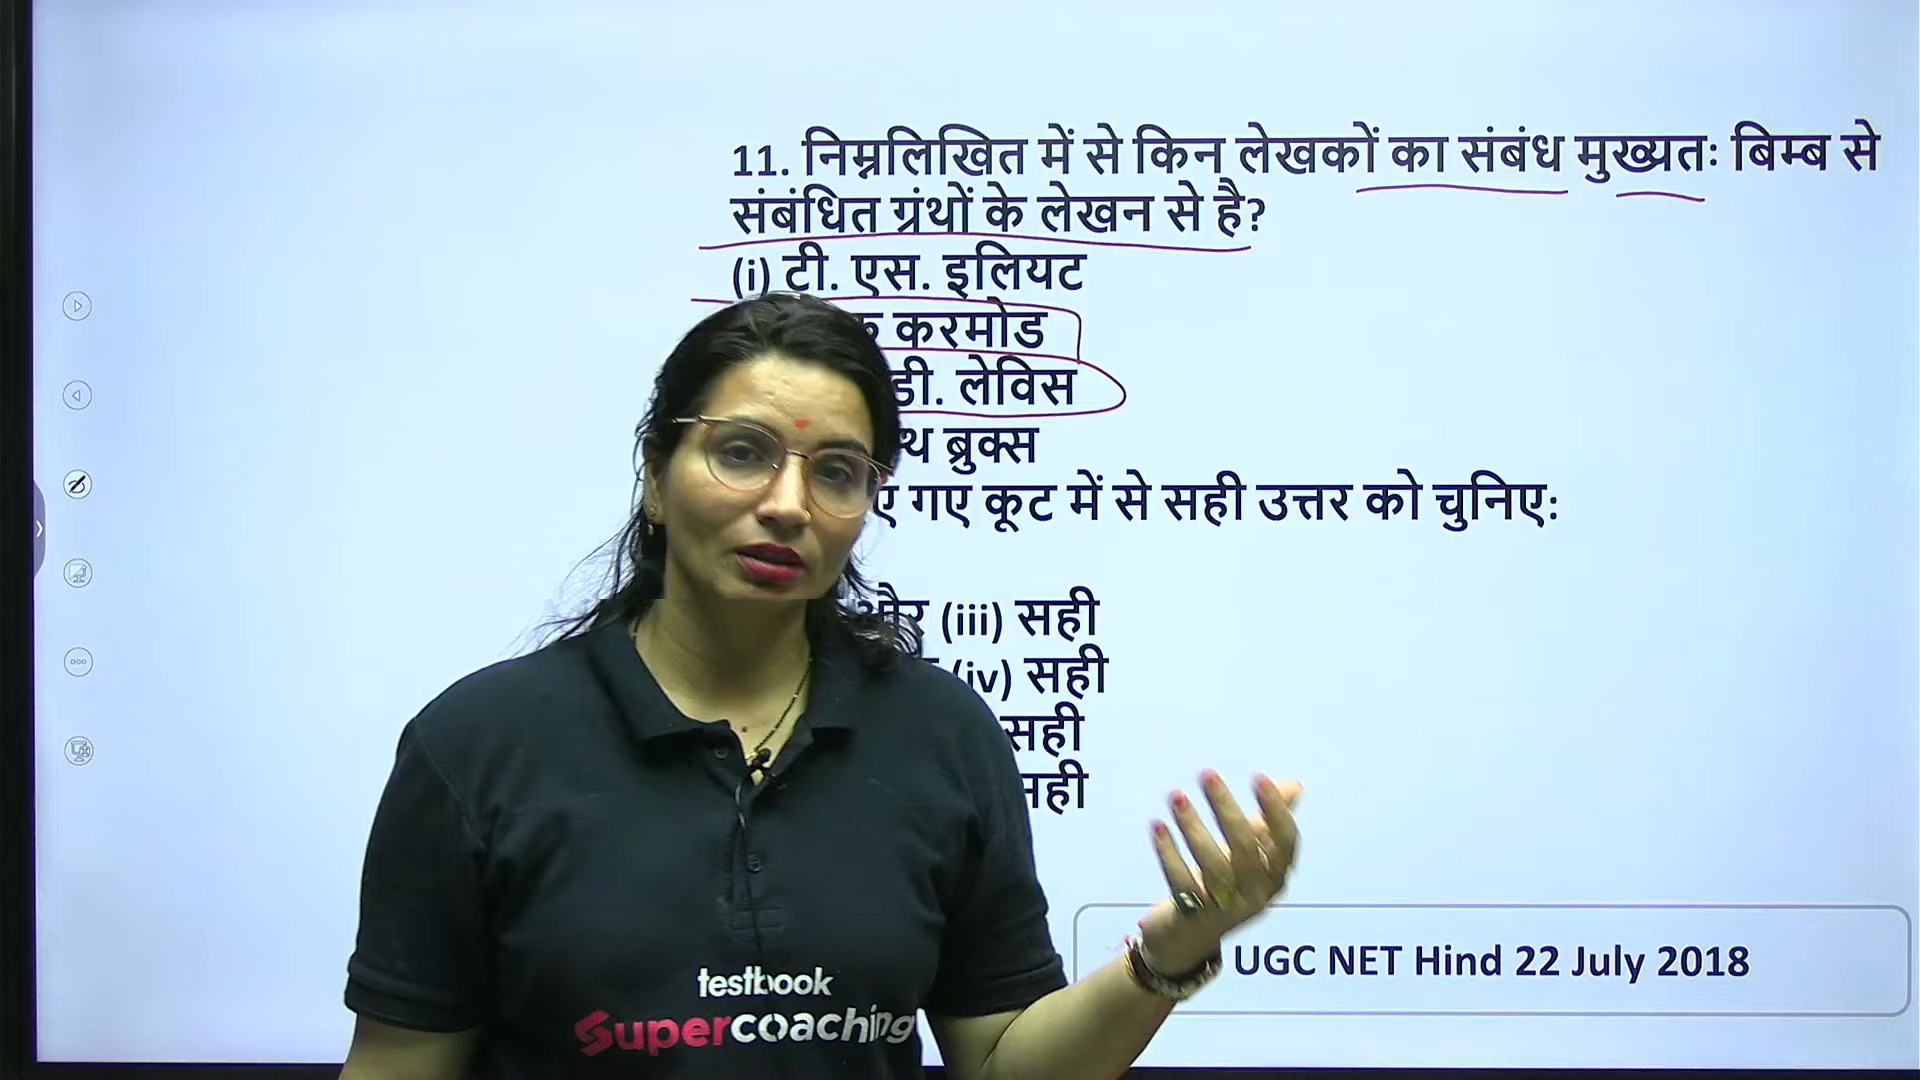 11. निम्नलिखित में से किन लेखकों का संबंध मुख्यतः बिम्ब से
संबंधित ग्रंथों के लेखन से है?
(i) टी. एस. इलियट
करमोड
डी. लेविस
ब्रुक्स
गए कूट में से सही उत्तर को चुनिए:
और (iii) सही
(iv) सही
सही
सही
UGC NET Hind 22 July 2018
testbook
Supercoaching